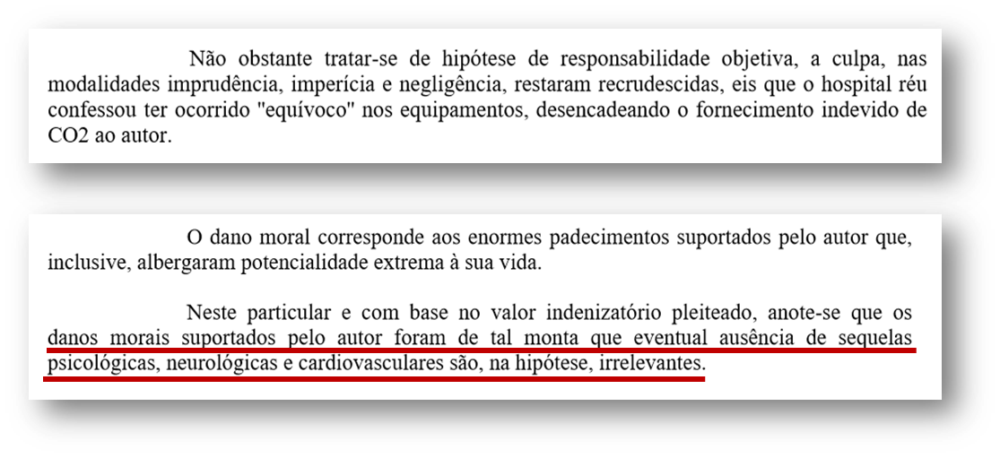 Não obstante tratar-se de hipótese de responsabilidade objetiva, a culpa, nas
modalidades imprudência, imperícia e negligência, restaram recrudescidas, eis que o hospital réu
confessou ter ocorrido "equívoco" nos equipamentos, desencadeando o fornecimento indevido de
CO2 ao autor.
O dano moral corresponde aos enormes padecimentos suportados pelo autor que,
inclusive, albergaram potencialidade extrema à sua vida.
Neste particular e com base no valor indenizatório pleiteado, anote-se que os
danos morais suportados pelo autor foram de tal monta que eventual ausência de sequelas
psicológicas, neurológicas e cardiovasculares são, na hipótese, irrelevantes.